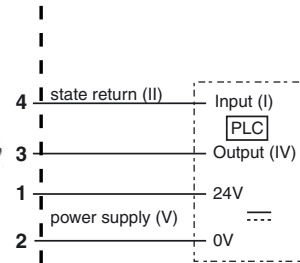 4 state return (II) Input (I)
PLC
3 Output (IV)
1 24V
power supply (V)
2 0V